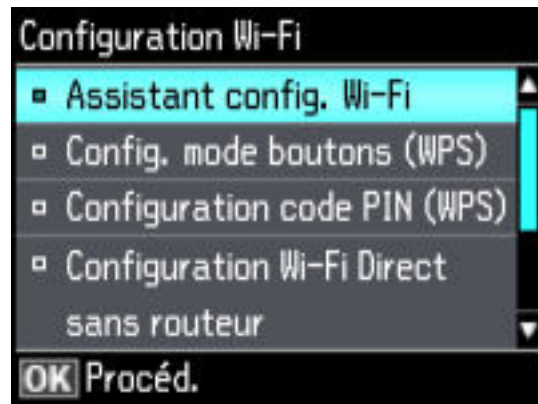 Configuration Wi-Fi
Assistant config. Wi-Fi
Config. mode boutons (WPS)
Configuration code PIN (WPS)
Configuration Wi-Fi Direct
sans routeur
OK Procéd.